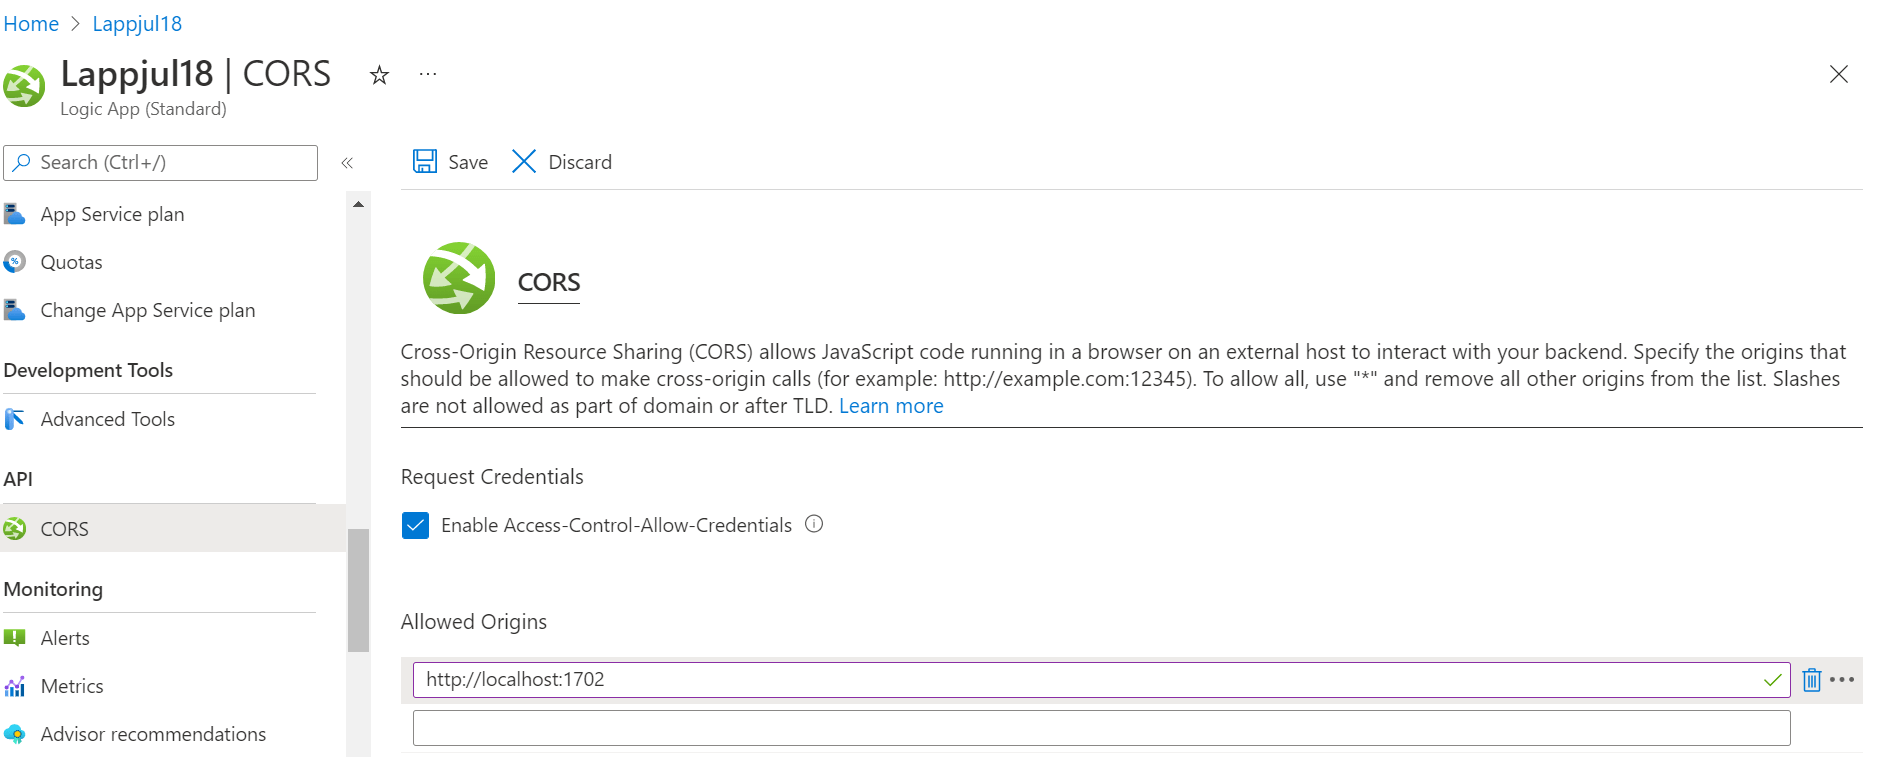 Home > Lappjul18
Lappjul18 | CORS
Logic App (Standard)
Search (Ctrl+/)
«
App Service plan
Quotas
Change App Service plan
Development Tools
Advanced Tools
API
CORS
Monitoring
Alerts
Metrics
Advisor recommendations
Save Discard
CORS
Cross-Origin Resource Sharing (CORS) allows JavaScript code running in a browser on an external host to interact with your backend. Specify the origins that
should be allowed to make cross-origin calls (for example: http://example.com:12345). To allow all, use "*" and remove all other origins from the list. Slashes
are not allowed as part of domain or after TLD. Learn more
Request Credentials
Enable Access-Control-Allow-Credentials
Allowed Origins
http://localhost:1702